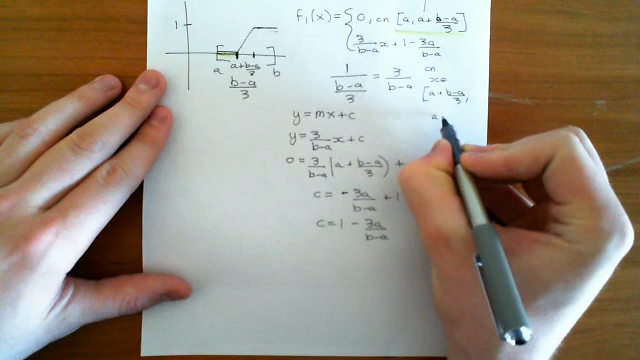 1
a a+b-a/3 b
b-a/3
f₁(x) = { 0, on [a, a+b-a/3]
3/b-a x + 1 - 3a/b-a
on
x∈
[a+b-a/3,
a
1/(b-a/3) = 3/b-a
y = mx + c
y = 3/b-a x + c
0 = 3/b-a (a + b-a/3) +
c = - 3a/b-a + 1
c = 1 - 3a/b-a